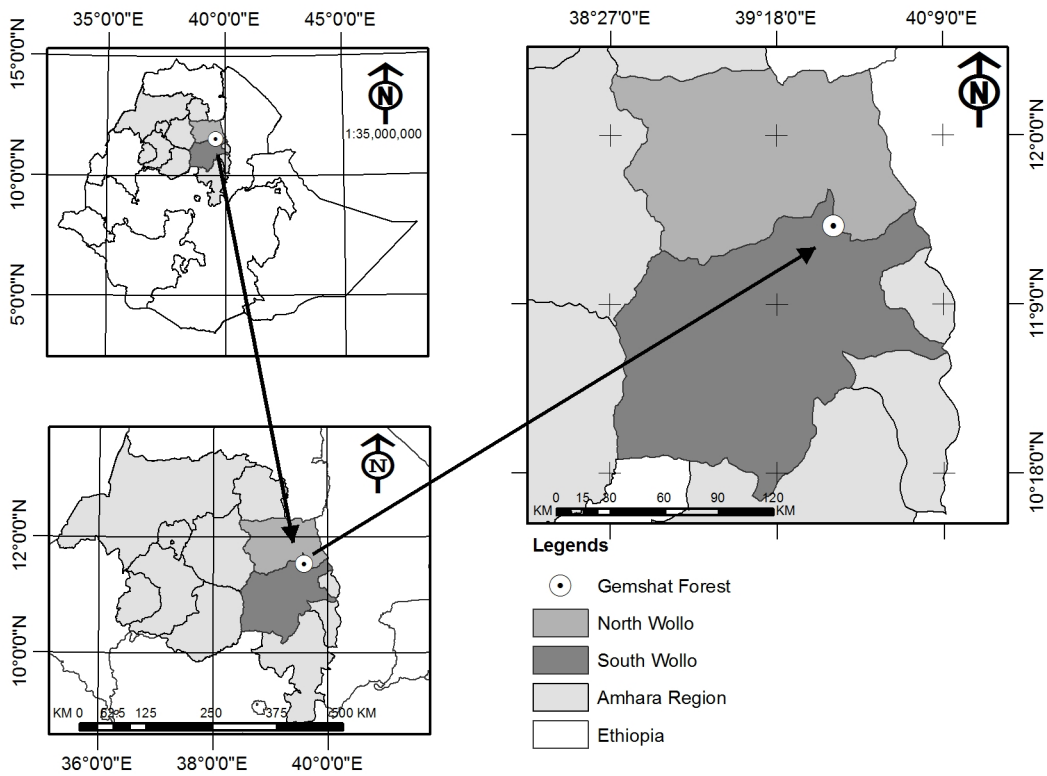 35°0'0"E 40°0'0"E 45°0'0"E
15°0'0"N
10°0'0"N
5°0'0"N
N
1:35,000,000
38°27'0"E 39°18'0"E 40°9'0"E
N
12°0'0"N
11°9'0"N
10°18'0"N
0 15 30 60 90 120
KM KM
N
12°0'0"N
10°0'0"N
KM 0 125 250 375 500 KM
36°0'0"E 38°0'0"E 40°0'0"E
Legends
Gemshat Forest
North Wollo
South Wollo
Amhara Region
Ethiopia